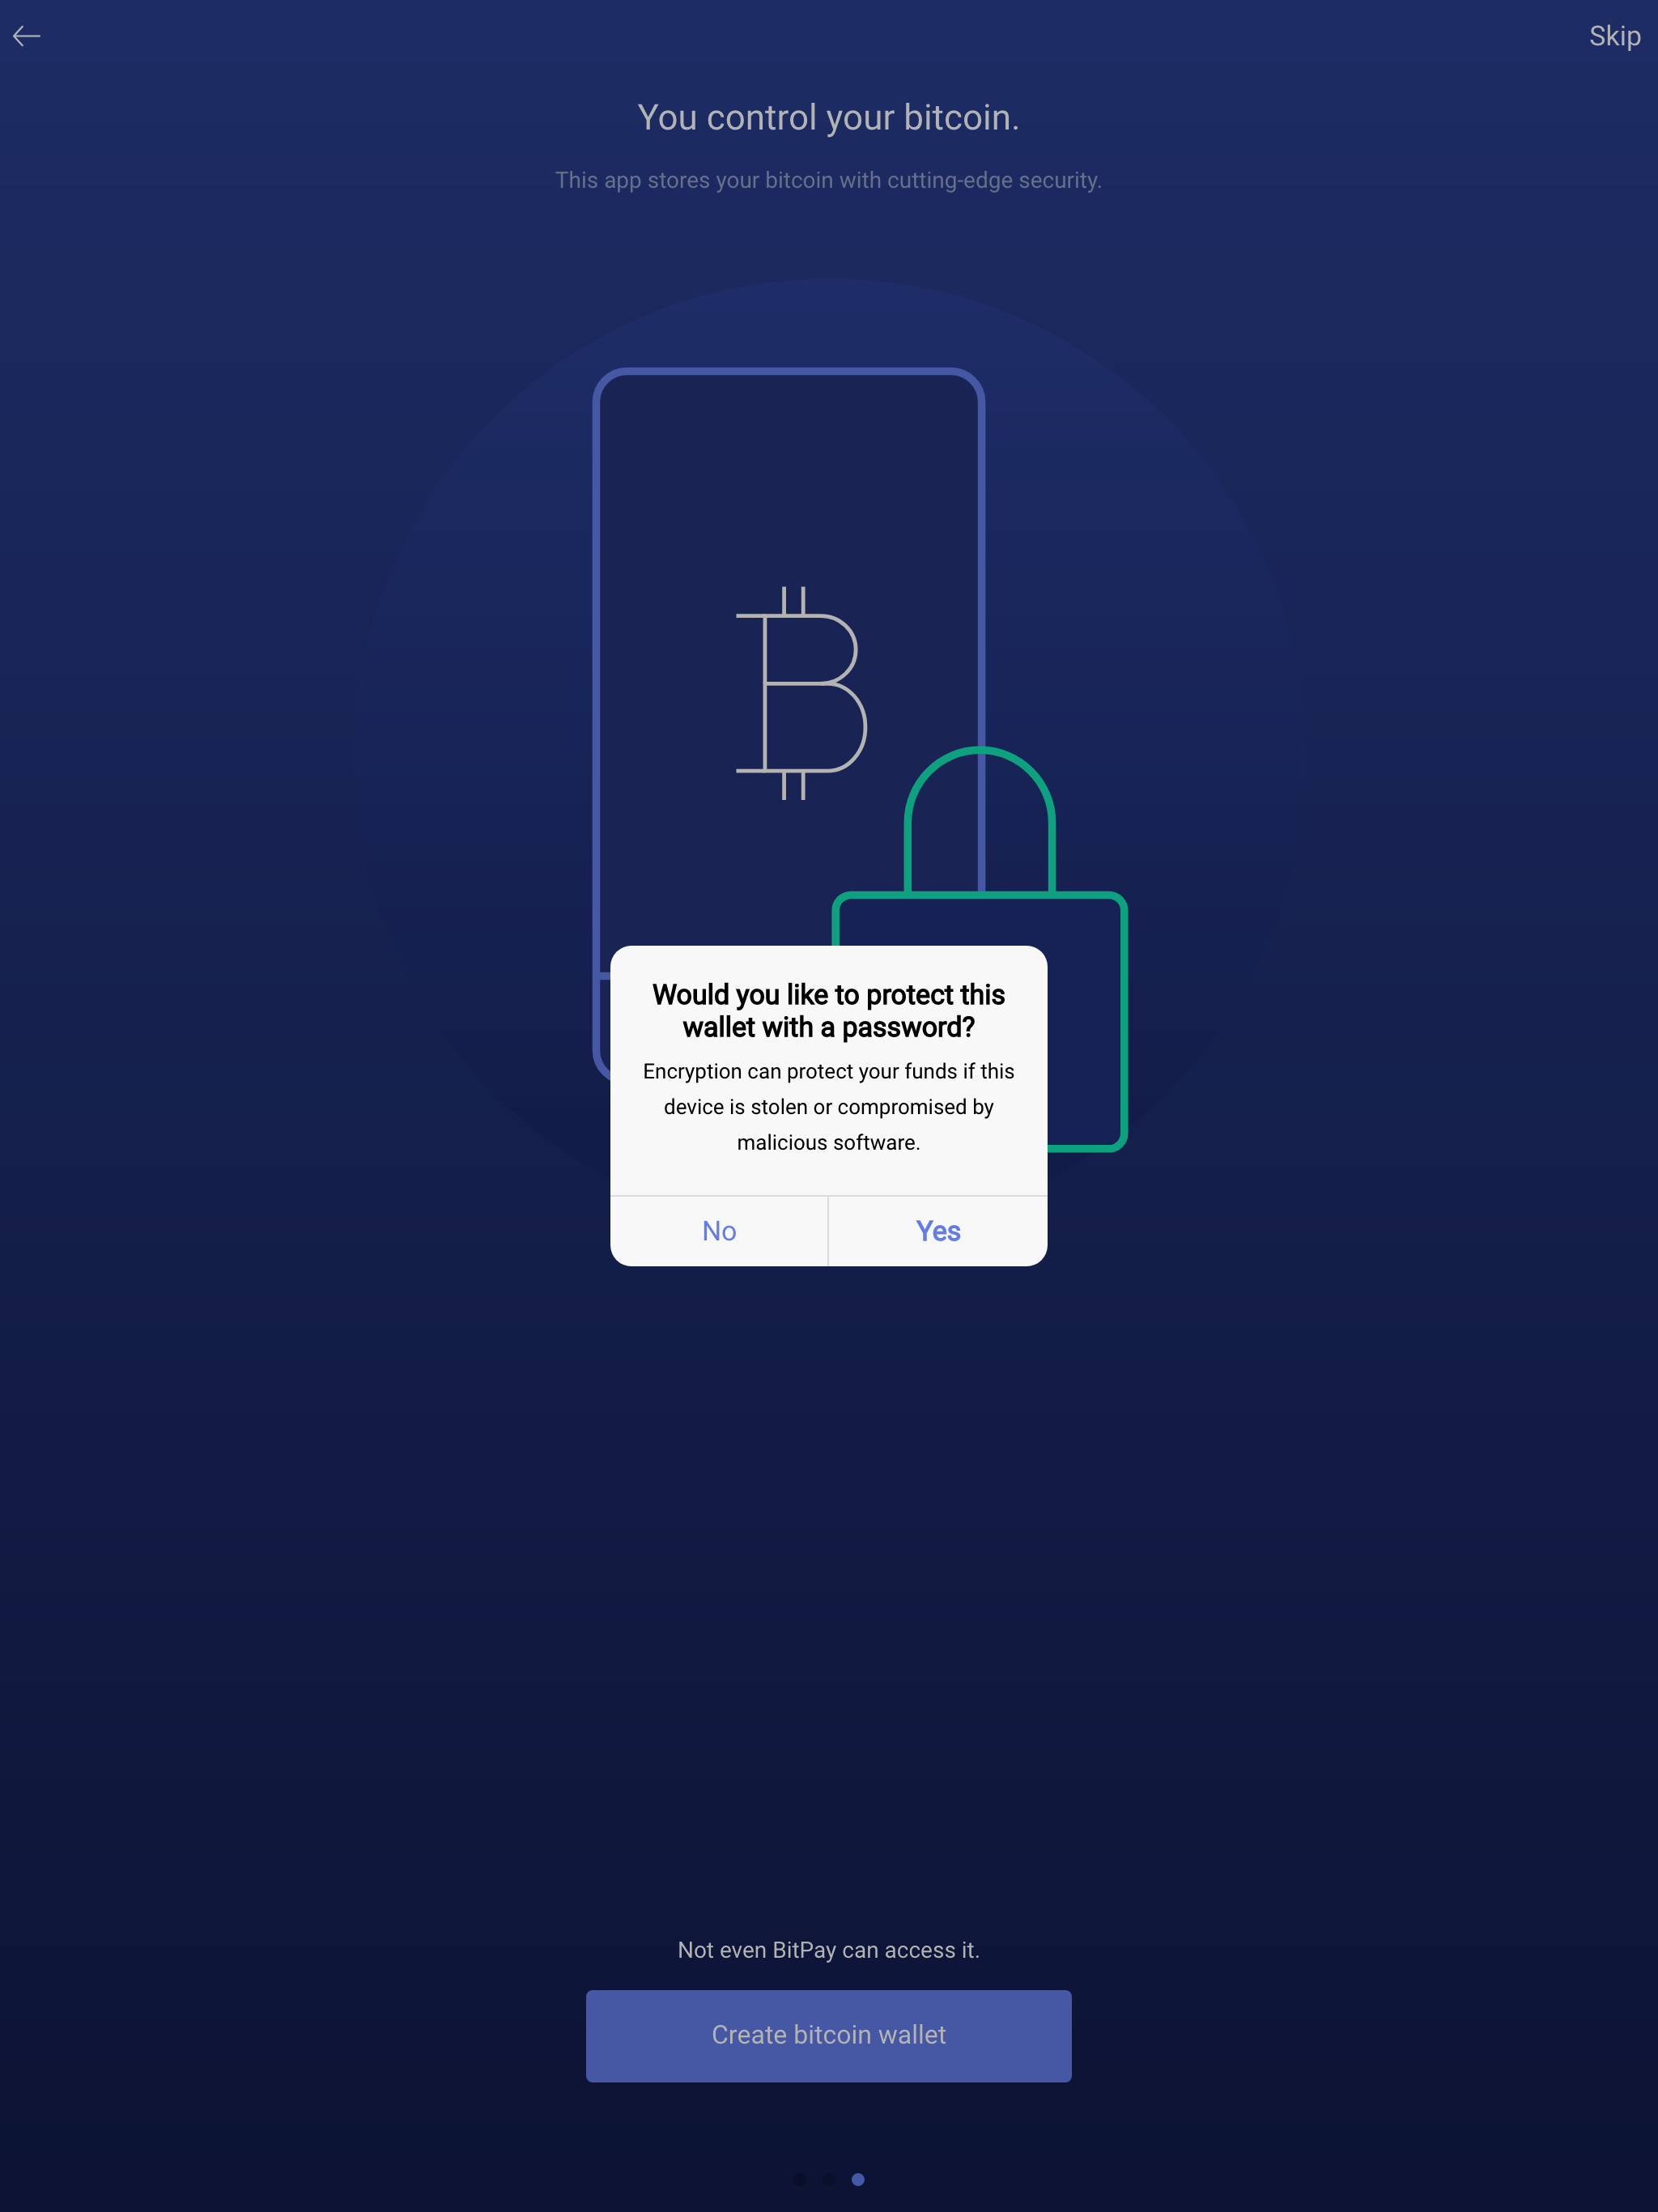 Skip
You control your bitcoin.
This app stores your bitcoin with cutting-edge security.
Would you like to protect this
wallet with a password?
Encryption can protect your funds if this
device is stolen or compromised by
malicious software.
No
Yes
Not even BitPay can access it.
Create bitcoin wallet